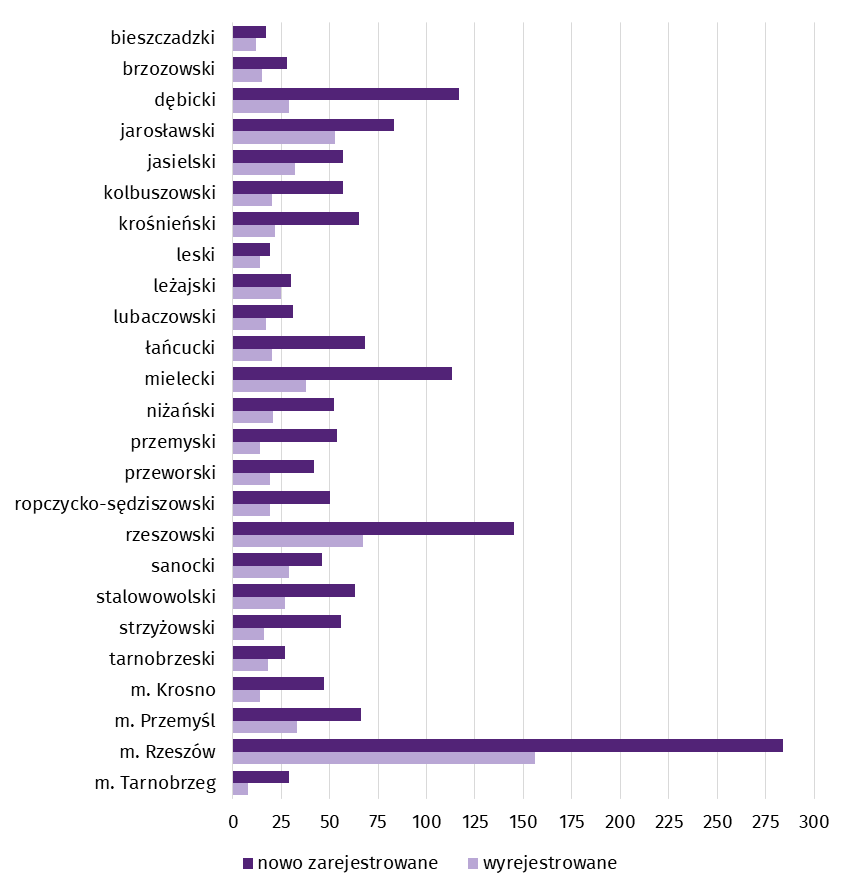 bieszczadzki
brzozowski
dębicki
jarosławski
jasielski
kolbuszowski
krośnieński
leski
leżajski
lubaczowski
łańcucki
mielecki
niżański
przemyski
przeworski
ropczycko-sędziszowski
rzeszowski
sanocki
stalowowolski
strzyżowski
tarnobrzeski
m. Krosno
m. Przemyśl
m. Rzeszów
m. Tarnobrzeg
0 25 50 75 100 125 150 175 200 225 250 275 300
nowo zarejestrowane wyrejestrowane